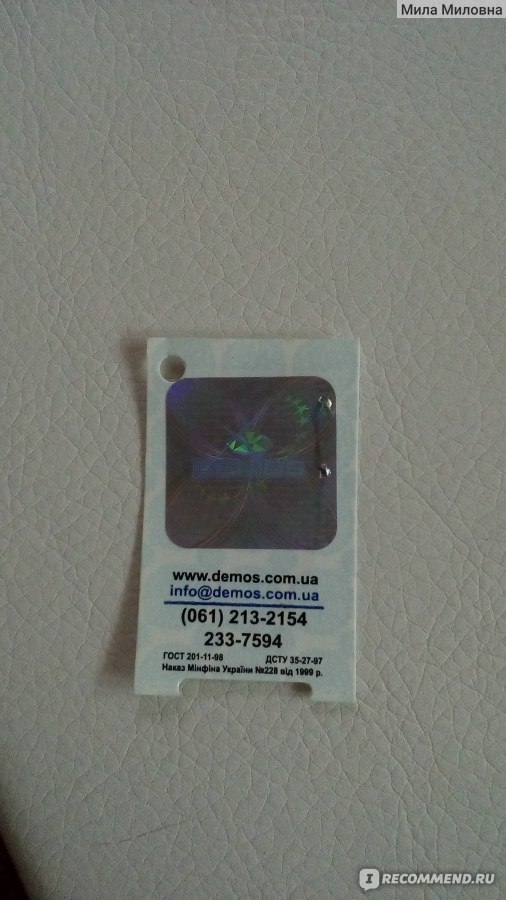 Мила Миловна
www.demos.com.ua
info@demos.com.ua
(061) 213-2154
233-7594
ГОСТ 201-11-98 ДСТУ 35-27-97
Наказ Мінфіна України №228 від 1999 р.
I RECOMMEND.RU